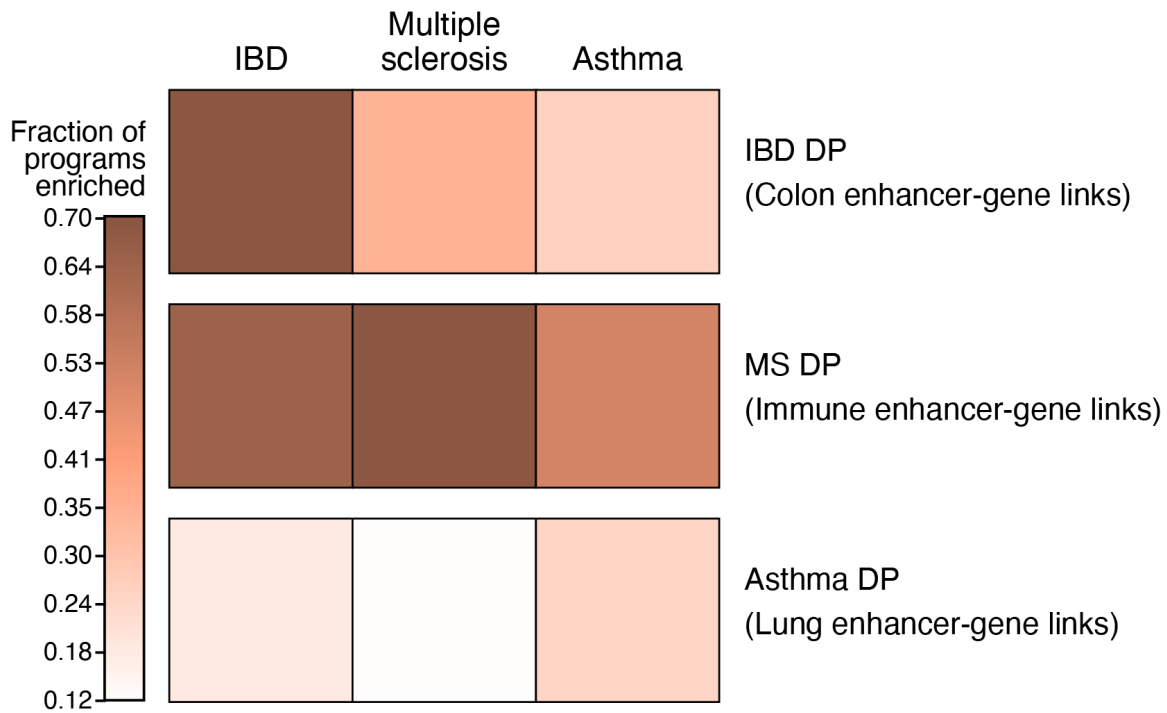 Multiple
IBD sclerosis Asthma
Fraction of
programs
enriched
0.70
0.64
0.58
0.53
0.47
0.41
0.35
0.30
0.24
0.18
0.12
IBD DP
(Colon enhancer-gene links)
MS DP
(Immune enhancer-gene links)
Asthma DP
(Lung enhancer-gene links)